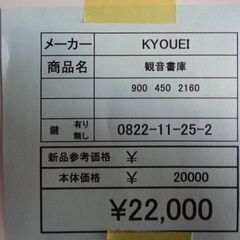 メーカー KYOUEI
商品名 観音書庫
900 450 2160
鍵 有り 無し 0822-11-25-2
新品参考価格 ¥
本体価格 ¥ 20000
¥22,000